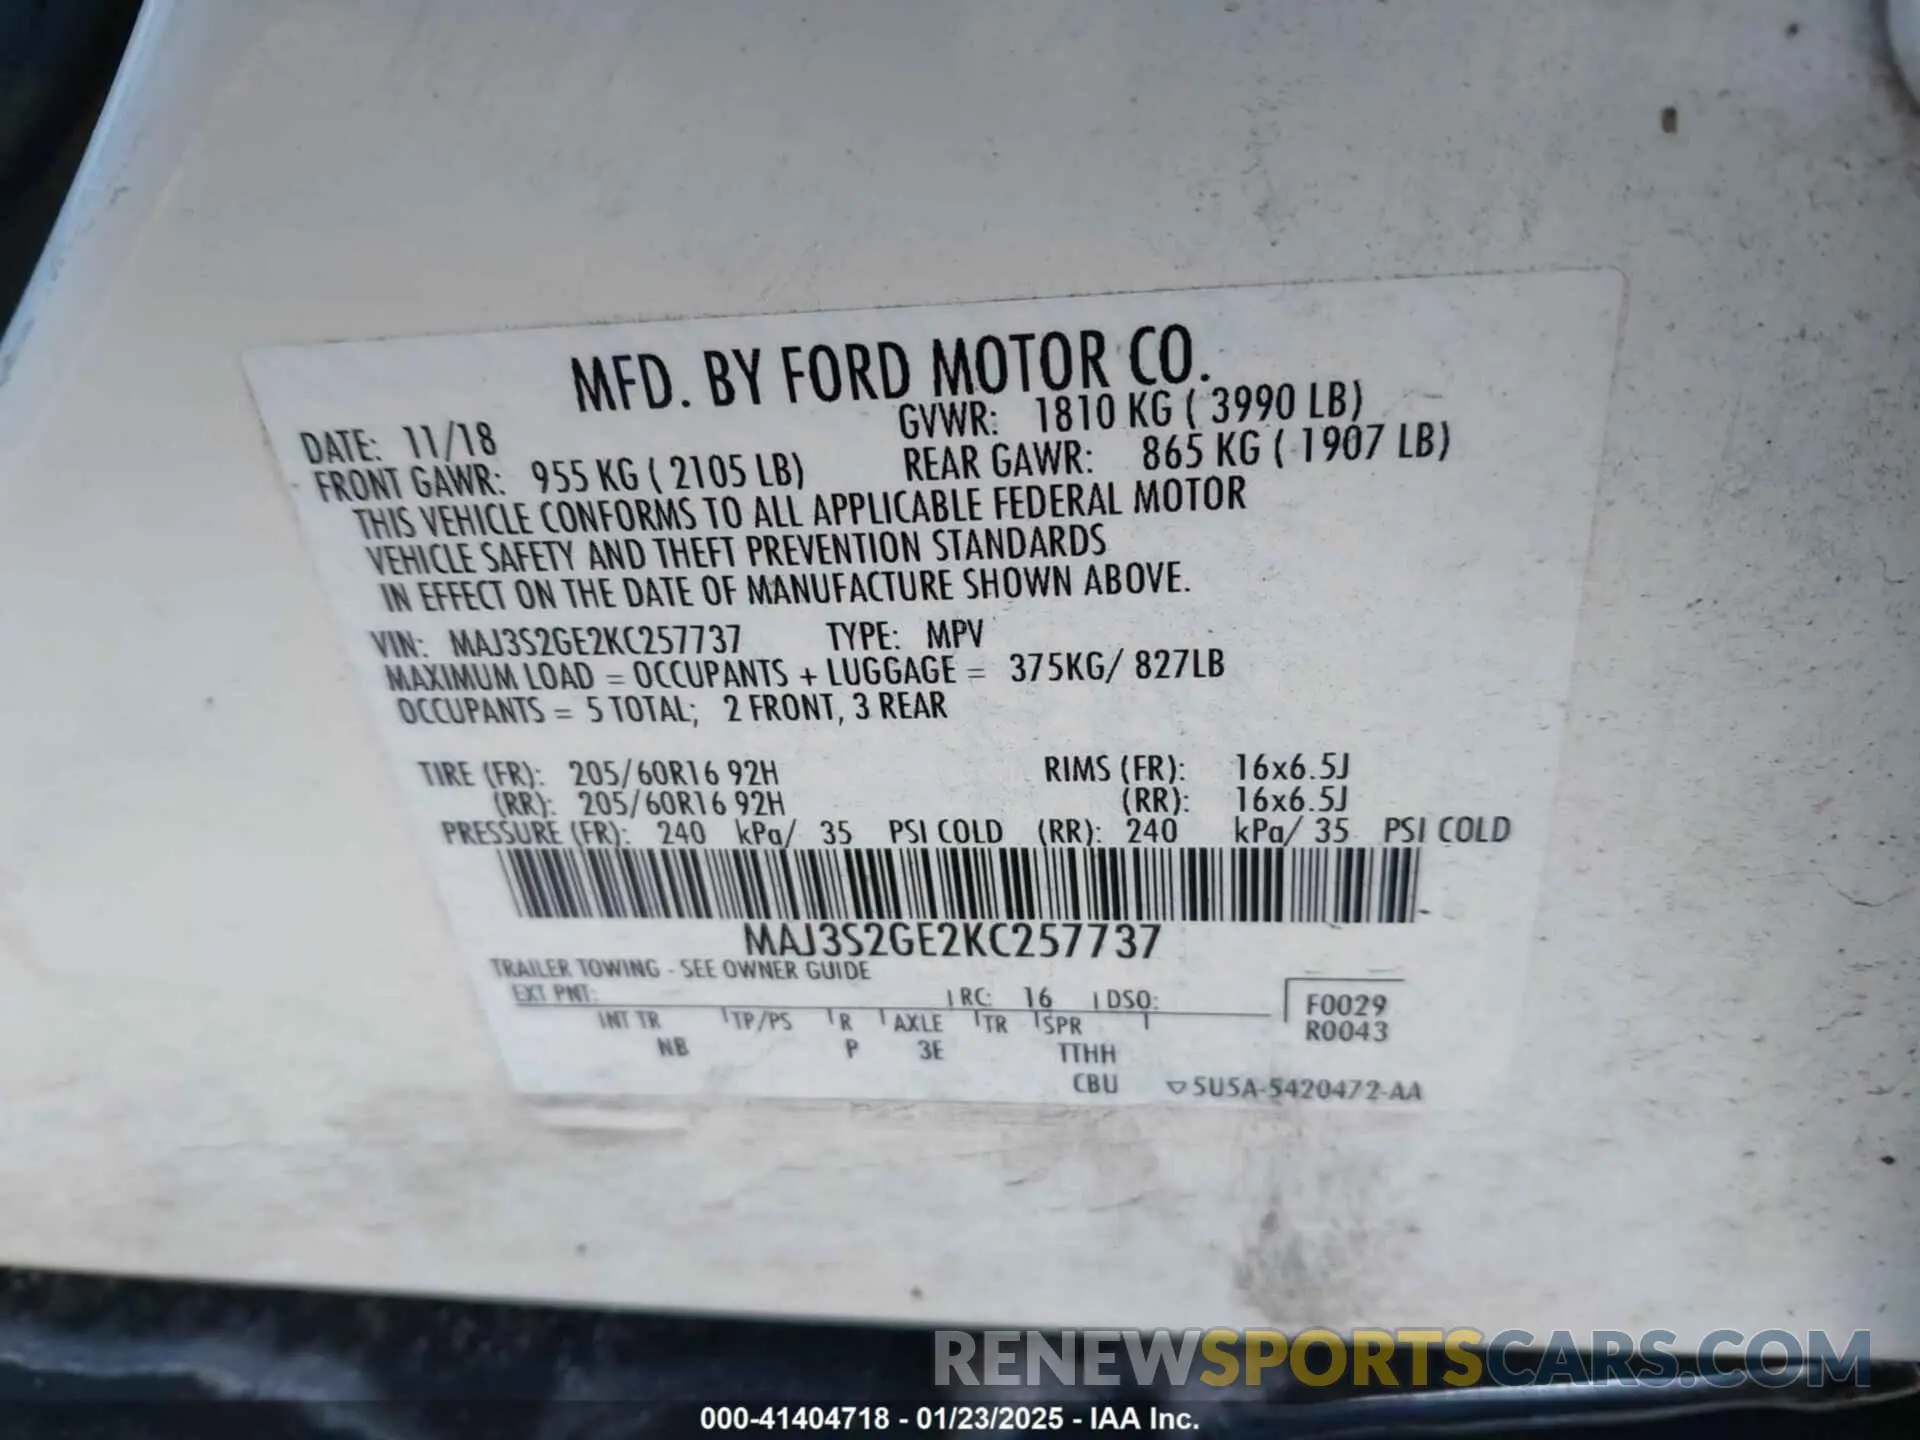 MFD. BY FORD MOTOR CO.
DATE: 11/18 GVWR: 1810 KG ( 3990 LB)
FRONT GAWR: 955 KG ( 2105 LB) REAR GAWR: 865 KG ( 1907 LB)
THIS VEHICLE CONFORMS TO ALL APPLICABLE FEDERAL MOTOR
VEHICLE SAFETY AND THEFT PREVENTION STANDARDS
IN EFFECT ON THE DATE OF MANUFACTURE SHOWN ABOVE.
VIN: MAJ3S2GE2KC257737 TYPE: MPV
MAXIMUM LOAD = OCCUPANTS + LUGGAGE = 375KG/ 827LB
OCCUPANTS = 5 TOTAL; 2 FRONT, 3 REAR
TIRE (FR): 205/60R16 92H RIMS (FR): 16x6.5J
(RR): 205/60R16 92H (RR): 16x6.5J
PRESSURE (FR): 240 kPa/ 35 PSI COLD (RR): 240 kPa/ 35 PSI COLD
MAJ3S2GE2KC257737
TRAILER TOWING - SEE OWNER GUIDE
EXT PNT: RC: 16 DSO: F0029
INT TR TP/PS R AXLE TR SPR R0043
NB P 3E TTHH
CBU ▽5U5A-5420472-AA
RENEWSPORTSCARS.COM
000-41404718 - 01/23/2025 - IAA Inc.